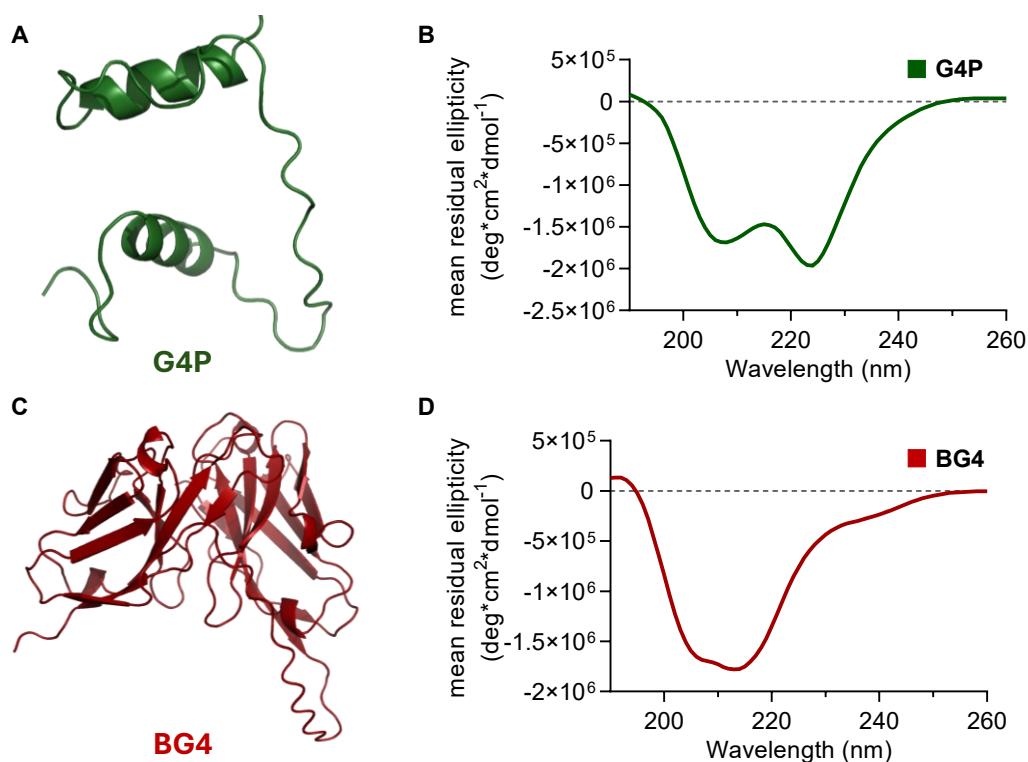 A
G4P
B
G4P
mean residual ellipticity
(deg*cm²*dmol⁻¹)
5×10⁵
0
-5×10⁵
-1×10⁶
-1.5×10⁶
-2×10⁶
-2.5×10⁶
200 220 240 260
Wavelength (nm)
C
BG4
D
BG4
mean residual ellipticity
(deg*cm²*dmol⁻¹)
5×10⁵
0
-5×10⁵
-1×10⁶
-1.5×10⁶
-2×10⁶
200 220 240 260
Wavelength (nm)